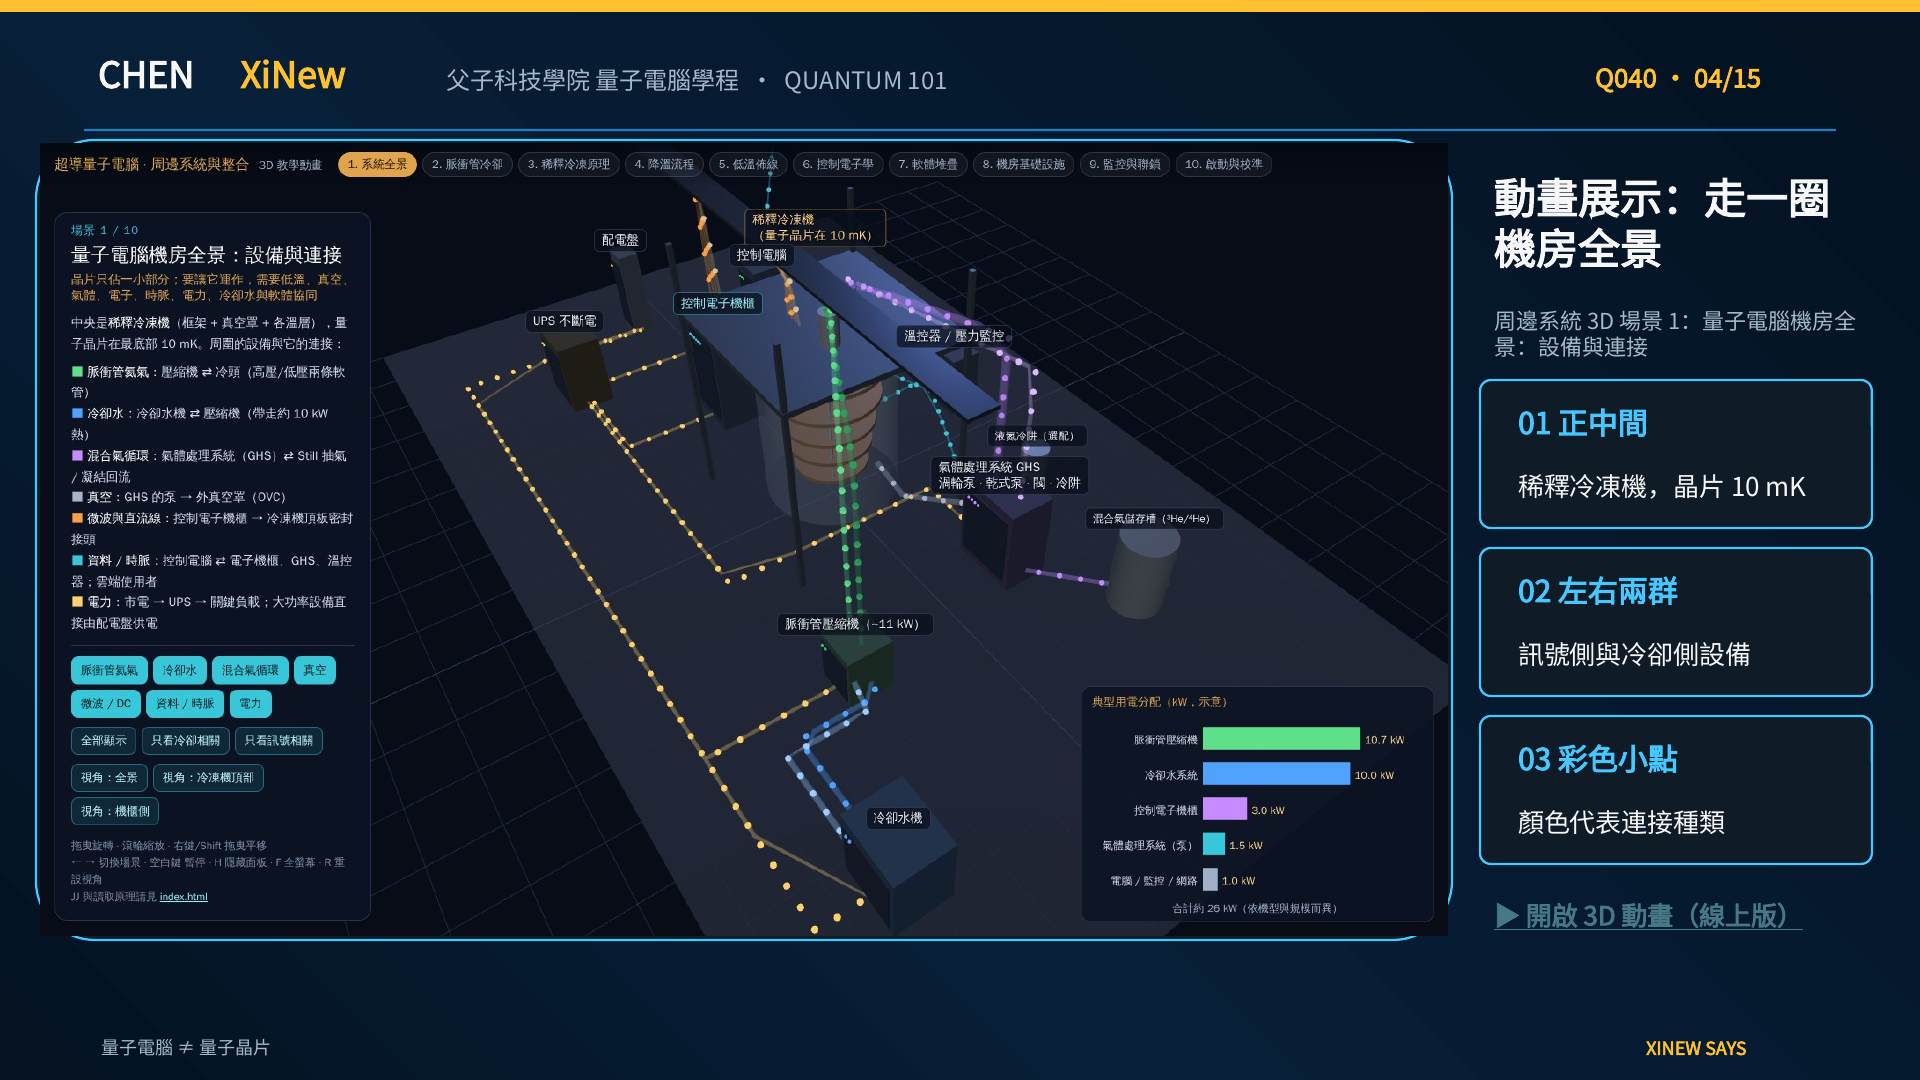 CHEN XiNew 父子科技學院 量子電腦學程 • QUANTUM 101 Q040 • 04/15
超導量子電腦 · 周邊系統與整合 3D 教學動畫 1. 系統全景 2. 脈衝管冷卻 3. 稀釋冷凍原理 4. 降溫流程 5. 低溫佈線 6. 控制電子學 7. 軟體堆疊 8. 機房基礎設施 9. 監控與聯鎖 10. 啟動與校準
場景 1 / 10
量子電腦機房全景：設備與連接
晶片只佔一小部分；要讓它運作，需要低溫、真空、
氣體、電子、時脈、電力、冷卻水與軟體協同
中央是稀釋冷凍機（框架 + 真空罩 + 各溫層），量
子晶片在最底部 10 mK。周圍的設備與它的連接：
脈衝管氦氣：壓縮機 ⇄ 冷頭（高壓/低壓兩條軟
管）
冷卻水：冷卻水機 ⇄ 壓縮機（帶走約 10 kW
熱）
混合氣循環：氣體處理系統（GHS）⇄ Still 抽氣
/ 凝結回流
真空：GHS 的泵 → 外真空罩（OVC）
微波與直流線：控制電子機櫃 → 冷凍機頂板密封
接頭
資料 / 時脈：控制電腦 ⇄ 電子機櫃、GHS、溫控
器；雲端使用者
電力：市電 → UPS → 關鍵負載；大功率設備直
接由配電盤供電
脈衝管氦氣 冷卻水 混合氣循環 真空
微波 / DC 資料 / 時脈 電力
全部顯示 只看冷卻相關 只看訊號相關
視角：全景 視角：冷凍機頂部
視角：機櫃側
拖曳旋轉 · 滾輪縮放 · 右鍵/Shift 拖曳平移
←→ 切換場景 · 空白鍵 暫停 · H 隱藏面板 · F 全螢幕 · R 重
設視角
JJ 與讀取原理請見 index.html
稀釋冷凍機
（量子晶片在 10 mK）
配電盤
控制電腦
控制電子機櫃
UPS 不斷電
溫控器 / 壓力監控
液氮冷阱（選配）
氣體處理系統 GHS
渦輪泵 · 乾式泵 · 閥 · 冷阱
混合氣儲存槽（³He/⁴He）
脈衝管壓縮機（~11 kW）
冷卻水機
典型用電分配（kW，示意）
脈衝管壓縮機 10.7 kW
冷卻水系統 10.0 kW
控制電子機櫃 3.0 kW
氣體處理系統（泵） 1.5 kW
電腦 / 監控 / 網路 1.0 kW
合計約 26 kW（依機型與規模而異）
動畫展示：走一圈
機房全景
周邊系統 3D 場景 1：量子電腦機房全
景：設備與連接
01 正中間
稀釋冷凍機，晶片 10 mK
02 左右兩群
訊號側與冷卻側設備
03 彩色小點
顏色代表連接種類
▶ 開啟 3D 動畫（線上版）
量子電腦 ≠ 量子晶片
XINEW SAYS